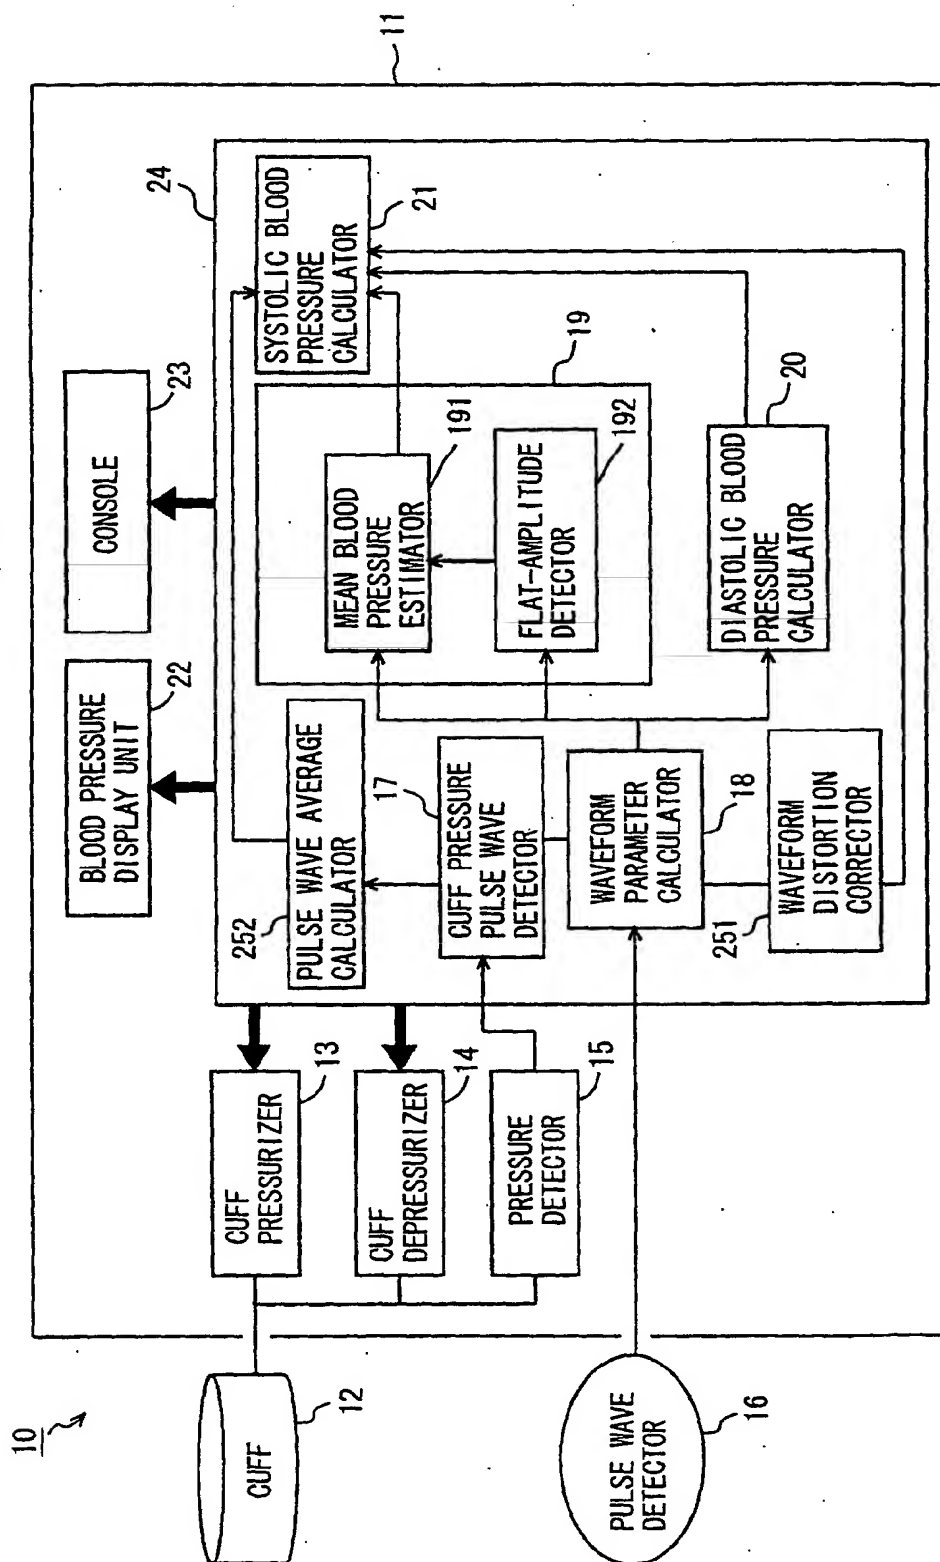 10
11
CUFF
12
PULSE WAVE
DETECTOR
16
CUFF
PRESSURIZER
13
CUFF
DEPRESSURIZER
14
PRESSURE
DETECTOR
15
BLOOD PRESSURE
DISPLAY UNIT
22
CONSOLE
23
24
PULSE WAVE AVERAGE
CALCULATOR
252
CUFF PRESSURE
PULSE WAVE
DETECTOR
17
WAVEFORM
PARAMETER
CALCULATOR
18
WAVEFORM
DISTORTION
CORRECTOR
251
MEAN BLOOD
PRESSURE
ESTIMATOR
191
FLAT-AMPLITUDE
DETECTOR
192
19
SYSTOLIC BLOOD
PRESSURE
CALCULATOR
21
DIASTOLIC BLOOD
PRESSURE
CALCULATOR
20